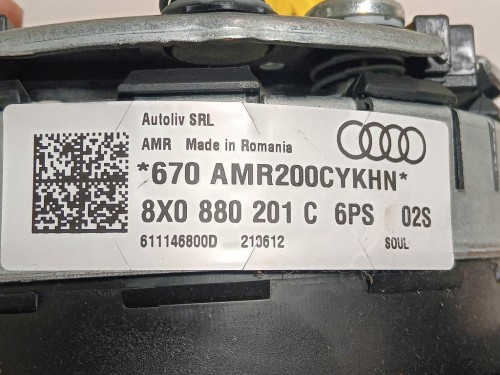 Autoliv SRL
AMR Made in Romania
*670 AMR200CYKHN*
8X0 880 201 C 6PS 02S
611146800D 210612 SOUL